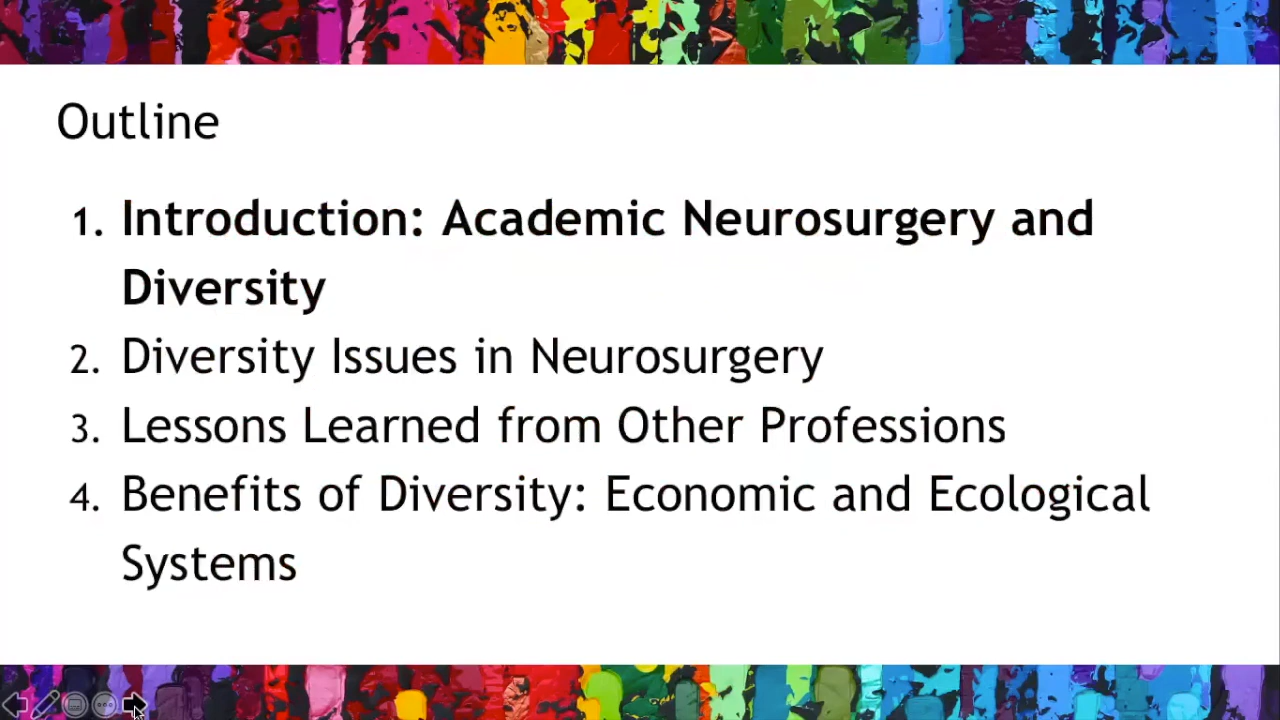 Outline
1. Introduction: Academic Neurosurgery and
Diversity
2. Diversity Issues in Neurosurgery
3. Lessons Learned from Other Professions
4. Benefits of Diversity: Economic and Ecological
Systems